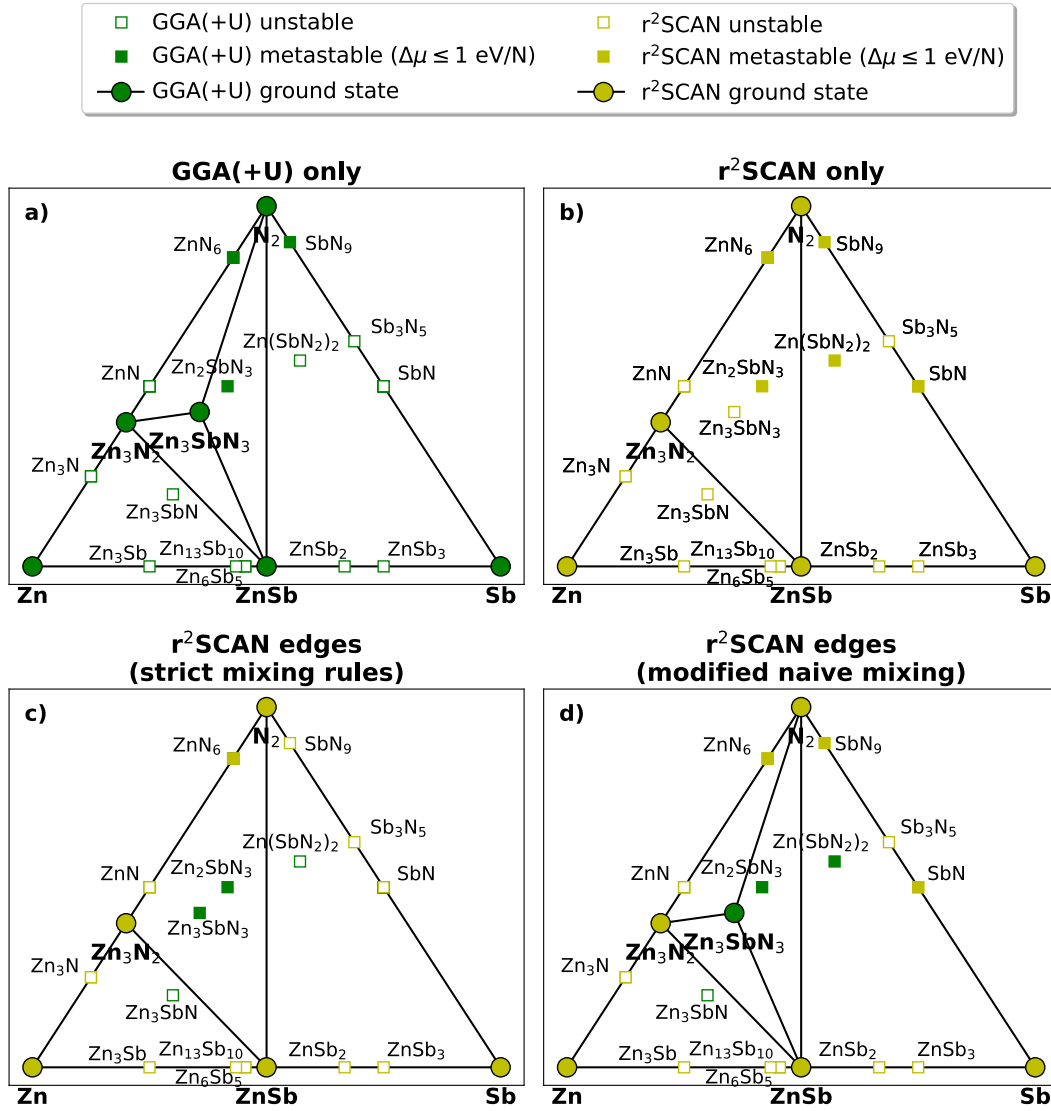 GGA(+U) unstable
GGA(+U) metastable (Δμ ≤ 1 eV/N)
GGA(+U) ground state
r²SCAN unstable
r²SCAN metastable (Δμ ≤ 1 eV/N)
r²SCAN ground state
GGA(+U) only
a)
N₂
ZnN₆
SbN₉
Sb₃N₅
Zn(SbN₂)₂
Zn₂SbN₃
ZnN
SbN
Zn₃N₂
Zn₃SbN₃
Zn₃N
Zn₃SbN
Zn₃Sb
Zn₁₃Sb₁₀
ZnSb₂
ZnSb₃
Zn₆Sb₅
Zn
ZnSb
Sb
r²SCAN only
b)
N₂
ZnN₆
SbN₉
Sb₃N₅
Zn(SbN₂)₂
Zn₂SbN₃
ZnN
SbN
Zn₃SbN₃
Zn₃N₂
Zn₃N
Zn₃SbN
Zn₃Sb
Zn₁₃Sb₁₀
ZnSb₂
ZnSb₃
Zn₆Sb₅
Zn
ZnSb
Sb
r²SCAN edges
(strict mixing rules)
c)
N₂
ZnN₆
SbN₉
Sb₃N₅
Zn(SbN₂)₂
Zn₂SbN₃
ZnN
SbN
Zn₃SbN₃
Zn₃N₂
Zn₃N
Zn₃SbN
Zn₃Sb
Zn₁₃Sb₁₀
ZnSb₂
ZnSb₃
Zn₆Sb₅
Zn
ZnSb
Sb
r²SCAN edges
(modified naive mixing)
d)
N₂
ZnN₆
SbN₉
Sb₃N₅
Zn(SbN₂)₂
Zn₂SbN₃
ZnN
SbN
Zn₃N₂
Zn₃SbN₃
Zn₃N
Zn₃SbN
Zn₃Sb
Zn₁₃Sb₁₀
ZnSb₂
ZnSb₃
Zn₆Sb₅
Zn
ZnSb
Sb